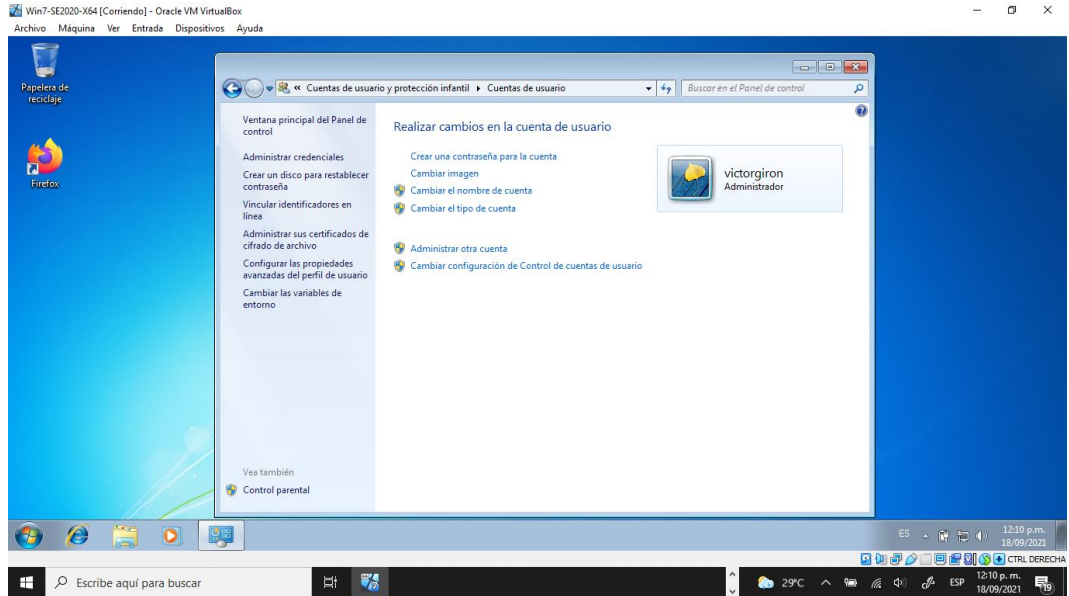 Win7-SE2020-X64 [Corriendo] - Oracle VM VirtualBox
Archivo Máquina Ver Entrada Dispositivos Ayuda
Papelera de
reciclaje
Firefox
« Cuentas de usuario y protección infantil Cuentas de usuario
Buscar en el Panel de control
Ventana principal del Panel de
control
Administrar credenciales
Crear un disco para restablecer
contraseña
Vincular identificadores en
línea
Administrar sus certificados de
cifrado de archivo
Configurar las propiedades
avanzadas del perfil de usuario
Cambiar las variables de
entorno
Vea también
Control parental
Realizar cambios en la cuenta de usuario
Crear una contraseña para la cuenta
Cambiar imagen
Cambiar el nombre de cuenta
Cambiar el tipo de cuenta
Administrar otra cuenta
Cambiar configuración de Control de cuentas de usuario
victorgiron
Administrador
ES
12:10 p.m.
18/09/2021
CTRL DERECHA
Escribe aquí para buscar
29°C
ESP
12:10 p. m.
18/09/2021
19